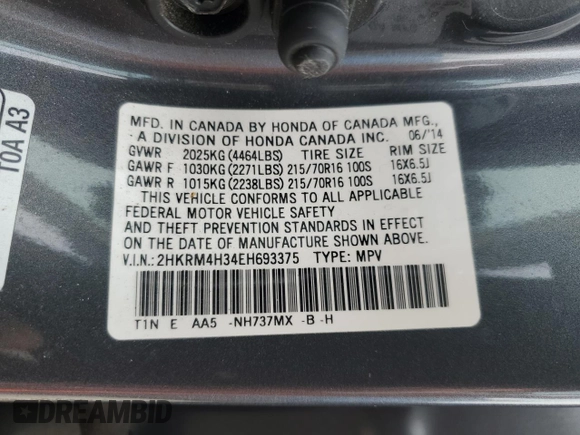 TOA A3
MFD. IN CANADA BY HONDA OF CANADA MFG.,
A DIVISION OF HONDA CANADA INC. 06/'14
GVWR 2025KG (4464LBS) TIRE SIZE RIM SIZE
GAWR F 1030KG (2271LBS) 215/70R16 100S 16X6.5J
GAWR R 1015KG (2238LBS) 215/70R16 100S 16X6.5J
THIS VEHICLE CONFORMS TO ALL APPLICABLE
FEDERAL MOTOR VEHICLE SAFETY
AND THEFT PREVENTION STANDARDS IN EFFECT
ON THE DATE OF MANUFACTURE SHOWN ABOVE.
V.I.N.: 2HKRM4H34EH693375 TYPE: MPV
T1N E AA5 -NH737MX -B -H
DREAMBID